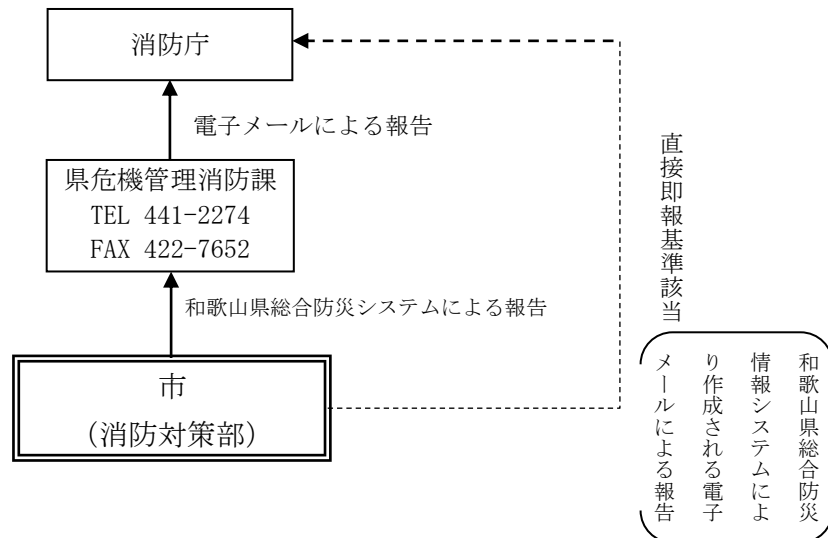 消防庁
電子メールによる報告
県危機管理消防課
TEL 441-2274
FAX 422-7652
和歌山県総合防災システムによる報告
市
（消防対策部）
直接即報基準該当
和歌山県総合防災
情報システムによ
り作成される電子
メールによる報告